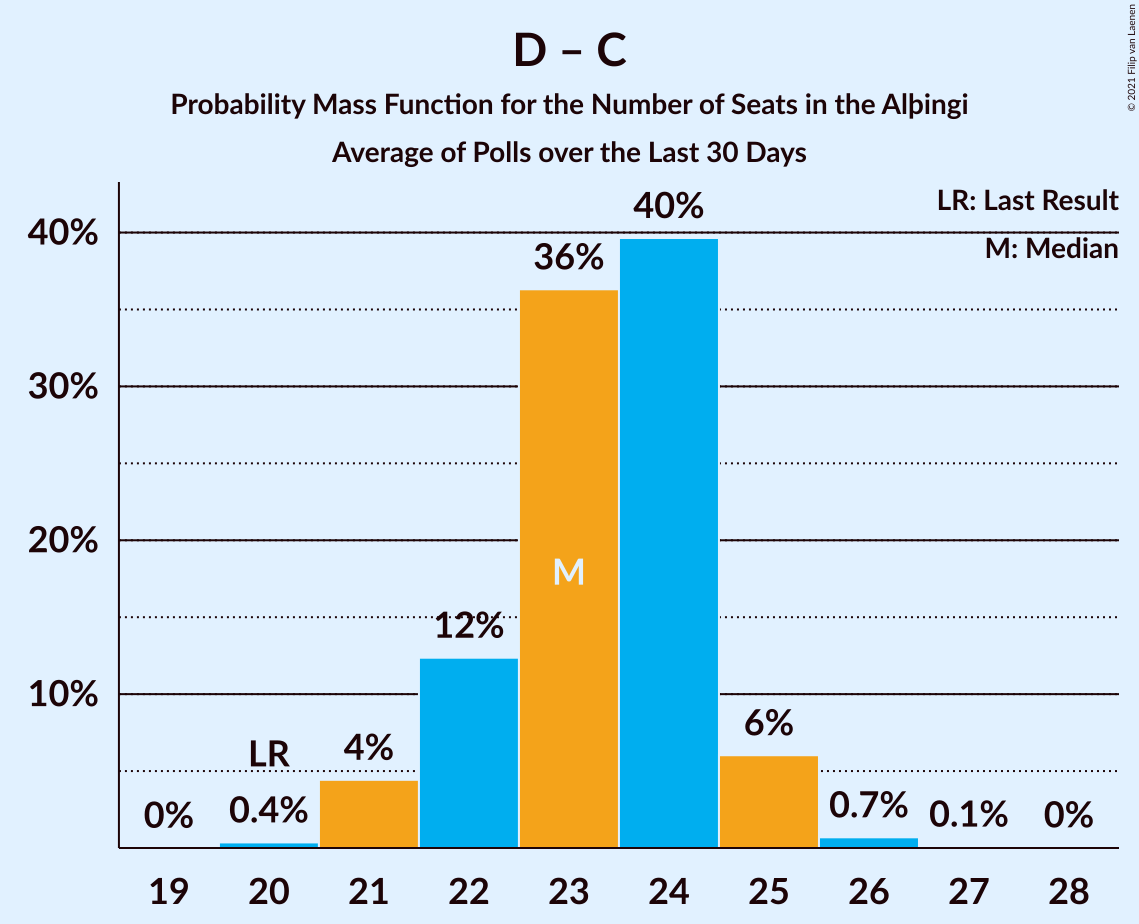 D – C
Probability Mass Function for the Number of Seats in the Alþingi
Average of Polls over the Last 30 Days
© 2021 Filip van Laenen
LR: Last Result
M: Median
40%
30%
20%
10%
0%
LR
0.4%
4%
12%
36%
M
40%
6%
0.7%
0.1%
0%
19 20 21 22 23 24 25 26 27 28